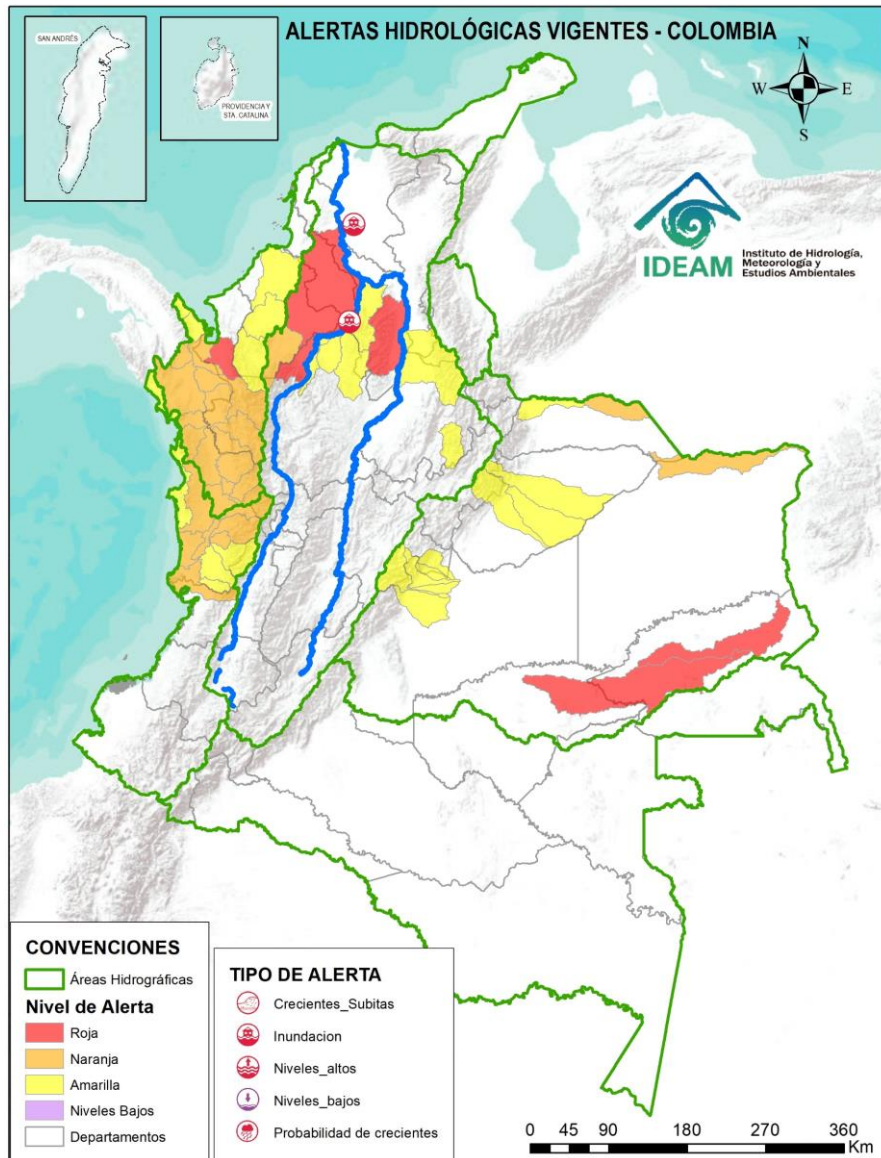 SAN ANDRÉS
PROVIDENCIA Y
STA. CATALINA
ALERTAS HIDROLÓGICAS VIGENTES - COLOMBIA
N
W
E
S
IDEAM
Instituto de Hidrología,
Meteorología y
Estudios Ambientales
CONVENCIONES
Áreas Hidrográficas
Nivel de Alerta
Roja
Naranja
Amarilla
Niveles Bajos
Departamentos
TIPO DE ALERTA
Crecientes_Subitas
Inundacion
Niveles_altos
Niveles_bajos
Probabilidad de crecientes
0 45 90 180 270 360
Km